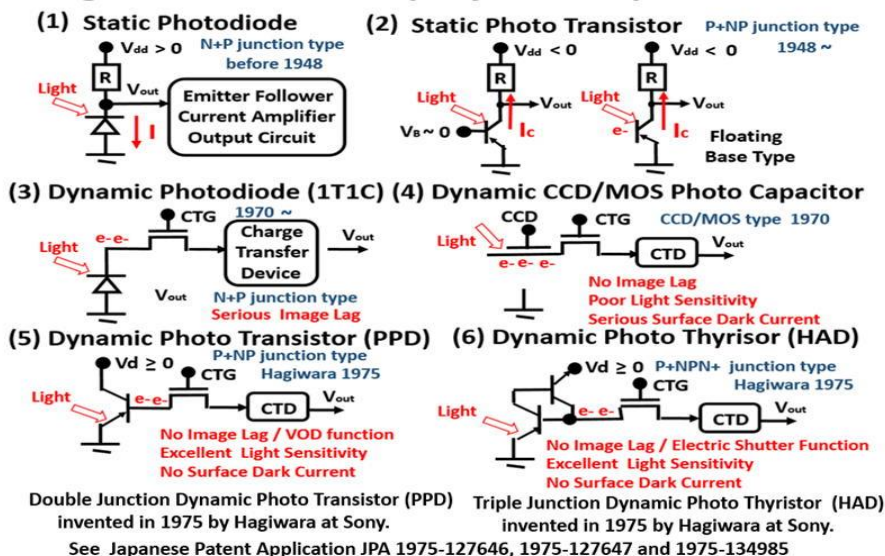 (1) Static Photodiode
Vdd > 0
N+P junction type
before 1948
R
Light
Vout
I
Emitter Follower
Current Amplifier
Output Circuit
(2) Static Photo Transistor
P+NP junction type
1948 ~
Vdd < 0
R
Light
Vout
VB ~ 0
Ic
Vdd < 0
R
Light
Vout
e-
Ic
Floating
Base Type
(3) Dynamic Photodiode (1T1C)
CTG
1970 ~
Light
e-e-
Charge
Transfer
Device
Vout
Vout
N+P junction type
Serious Image Lag
(4) Dynamic CCD/MOS Photo Capacitor
CCD
CTG
CCD/MOS type 1970
Light
e- e- e-
CTD
Vout
No Image Lag
Poor Light Sensitivity
Serious Surface Dark Current
(5) Dynamic Photo Transistor (PPD)
Vd ≥ 0
P+NP junction type
Hagiwara 1975
CTG
Light
e-e-
CTD
Vout
No Image Lag / VOD function
Excellent Light Sensitivity
No Surface Dark Current
Double Junction Dynamic Photo Transistor (PPD)
invented in 1975 by Hagiwara at Sony.
(6) Dynamic Photo Thyrisor (HAD)
Vd ≥ 0
P+NPN+ junction type
Hagiwara 1975
CTG
Light
e- e-
CTD
Vout
No Image Lag / Electric Shutter Function
Excellent Light Sensitivity
No Surface Dark Current
Triple Junction Dynamic Photo Thyristor (HAD)
invented in 1975 by Hagiwara at Sony.
See Japanese Patent Application JPA 1975-127646, 1975-127647 and 1975-134985